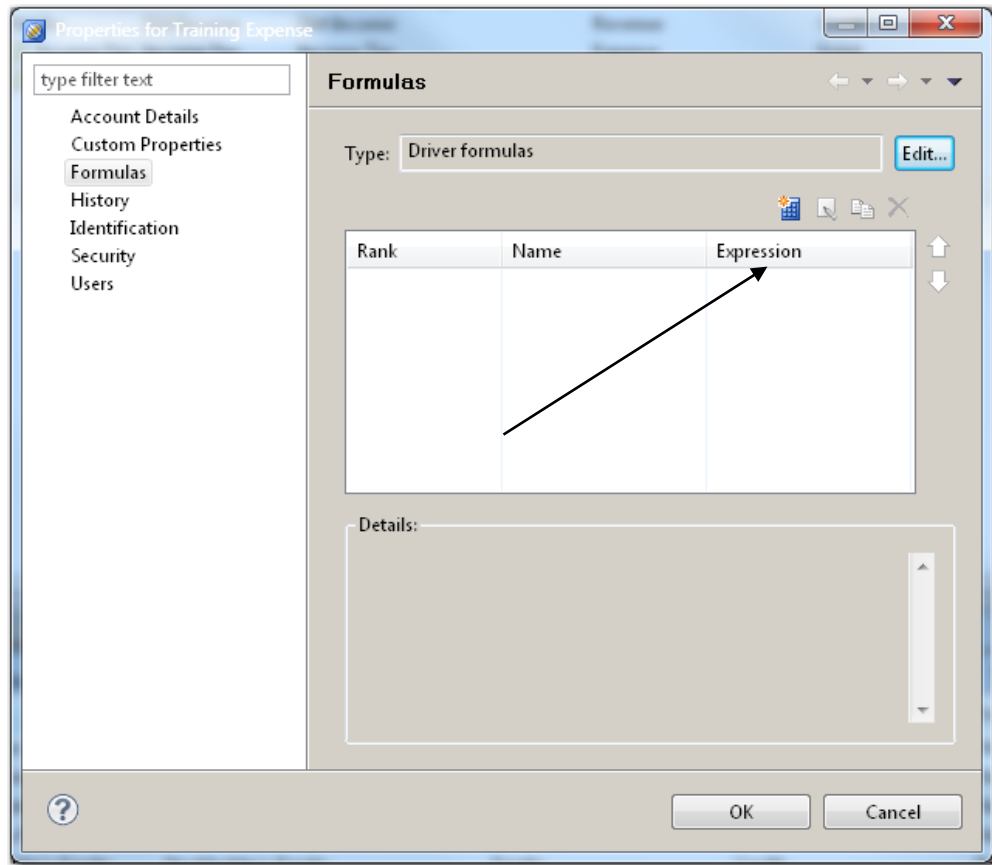 Properties for Training Expense
type filter text
Account Details
Custom Properties
Formulas
History
Identification
Security
Users
Formulas
Type: Driver formulas Edit...
Rank Name Expression
Details:
OK Cancel